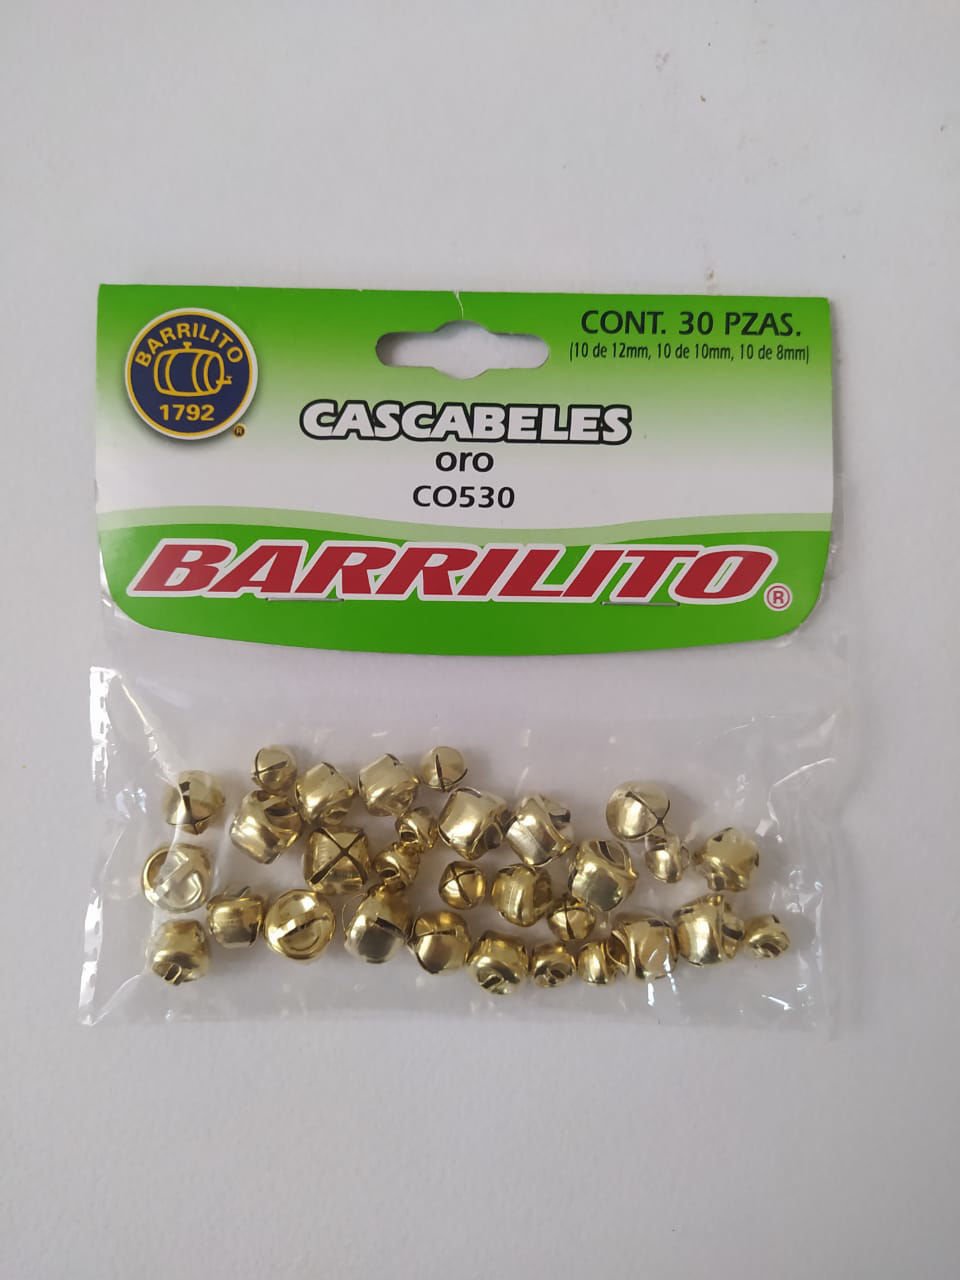 BARRILITO
1792
®
CONT. 30 PZAS.
(10 de 12mm, 10 de 10mm, 10 de 8mm)
CASCABELES
oro
CO530
BARRILITO®